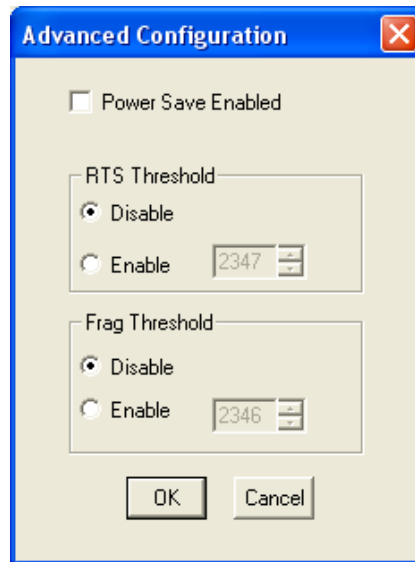 Advanced Configuration
Power Save Enabled
RTS Threshold
Disable
Enable 2347
Frag Threshold
Disable
Enable 2346
OK Cancel